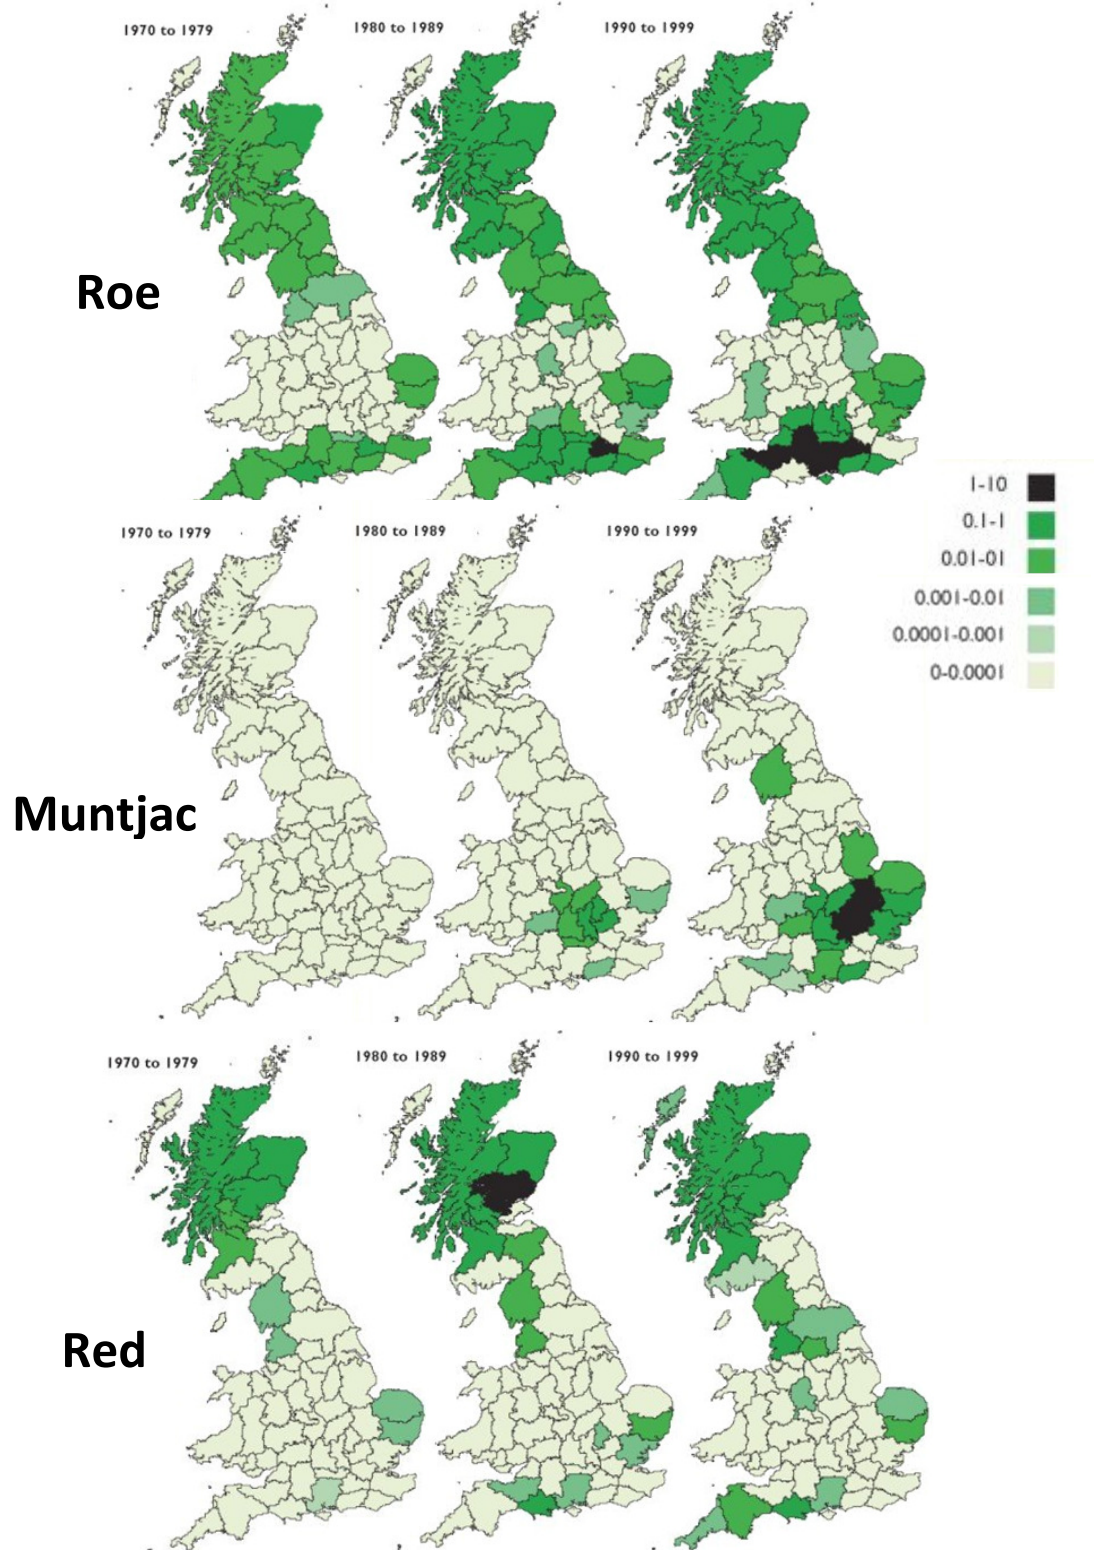 1970 to 1979
1980 to 1989
1990 to 1999
Roe
1-10
0.1-1
0.01-01
0.001-0.01
0.0001-0.001
0-0.0001
1970 to 1979
1980 to 1989
1990 to 1999
Muntjac
1970 to 1979
1980 to 1989
1990 to 1999
Red